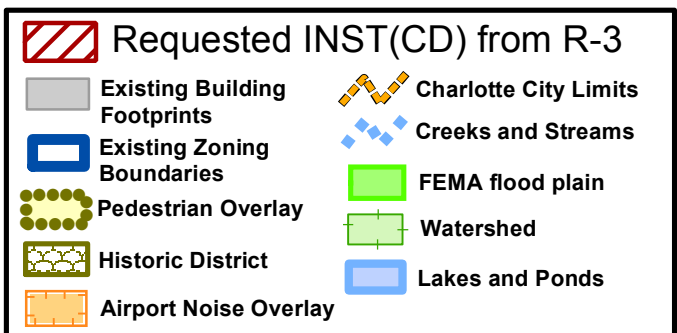 Requested INST(CD) from R-3
Existing Building
Footprints
Existing Zoning
Boundaries
Pedestrian Overlay
Historic District
Airport Noise Overlay
Charlotte City Limits
Creeks and Streams
FEMA flood plain
Watershed
Lakes and Ponds